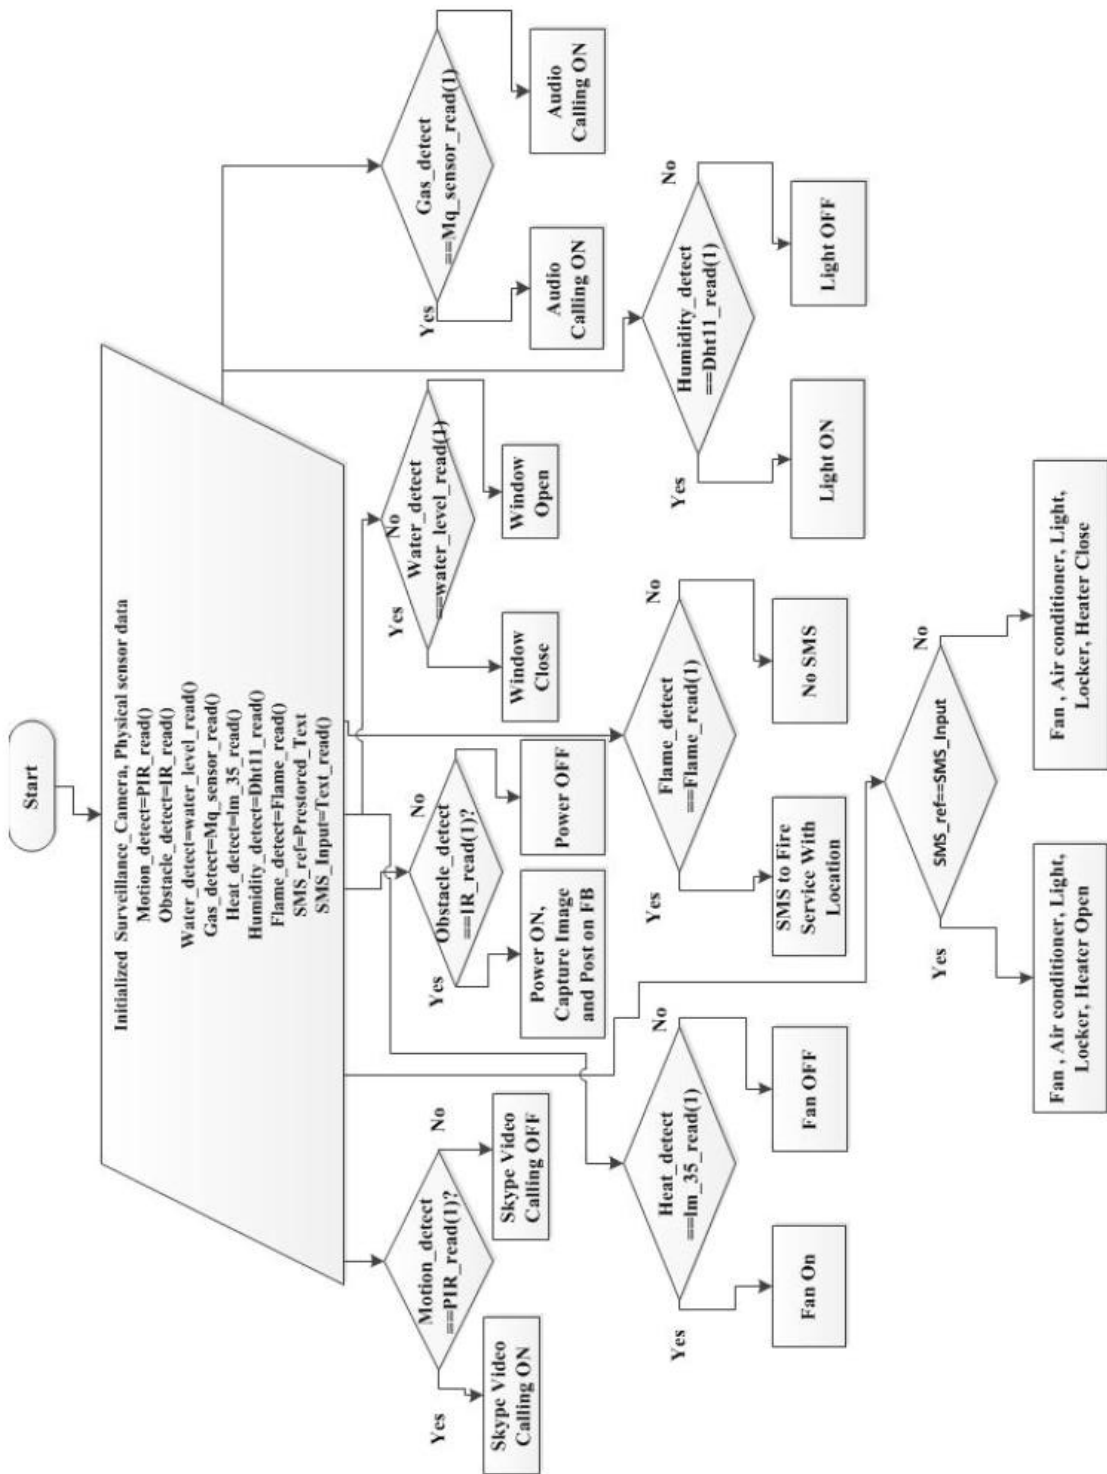 Start
Initialized Surveillance_Camera, Physical sensor data
Motion_detect=PIR_read()
Obstacle_detect=IR_read()
Water_detect=water_level_read()
Gas_detect=Mq_sensor_read()
Heat_detect=lm_35_read()
Humidity_detect=Dht11_read()
Flame_detect=Flame_read()
SMS_ref=Prestored_Text
SMS_Input=Text_read()
Motion_detect
==PIR_read(1)?
Yes
No
Skype Video
Calling ON
Skype Video
Calling OFF
Obstacle_detect
==IR_read(1)?
Yes
No
Power ON,
Capture Image
and Post on FB
Power OFF
Water_detect
==water_level_read(1)
Yes
No
Window
Close
Window
Open
Gas_detect
==Mq_sensor_read(1)
Yes
No
Audio
Calling ON
Audio
Calling ON
Heat_detect
==lm_35_read(1)
Yes
No
Fan On
Fan OFF
Flame_detect
==Flame_read(1)
Yes
No
SMS to Fire
Service With
Location
No SMS
Humidity_detect
==Dht11_read(1)
Yes
No
Light ON
Light OFF
SMS_ref==SMS_Input
Yes
No
Fan , Air conditioner, Light,
Locker, Heater Open
Fan , Air conditioner, Light,
Locker, Heater Close